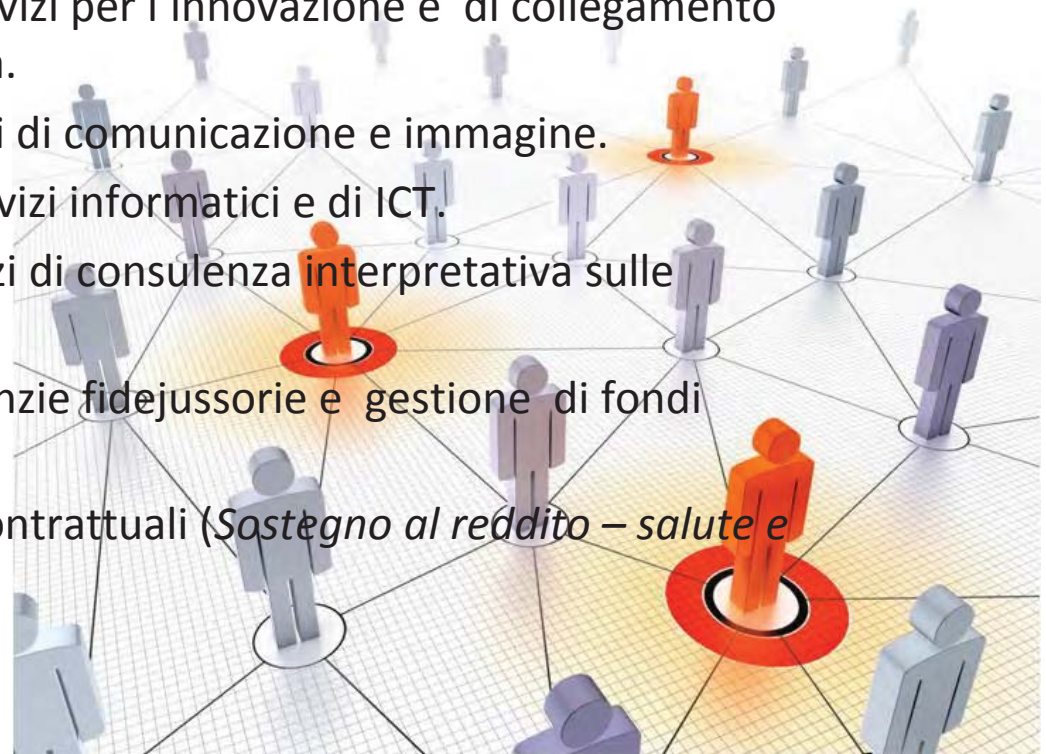 vizi per l'innovazione e di collegamento
i di comunicazione e immagine.
vizi informatici e di ICT.
zi di consulenza interpretativa sulle
nzie fidejussorie e gestione di fondi
ontrattuali (Sostegno al reddito – salute e